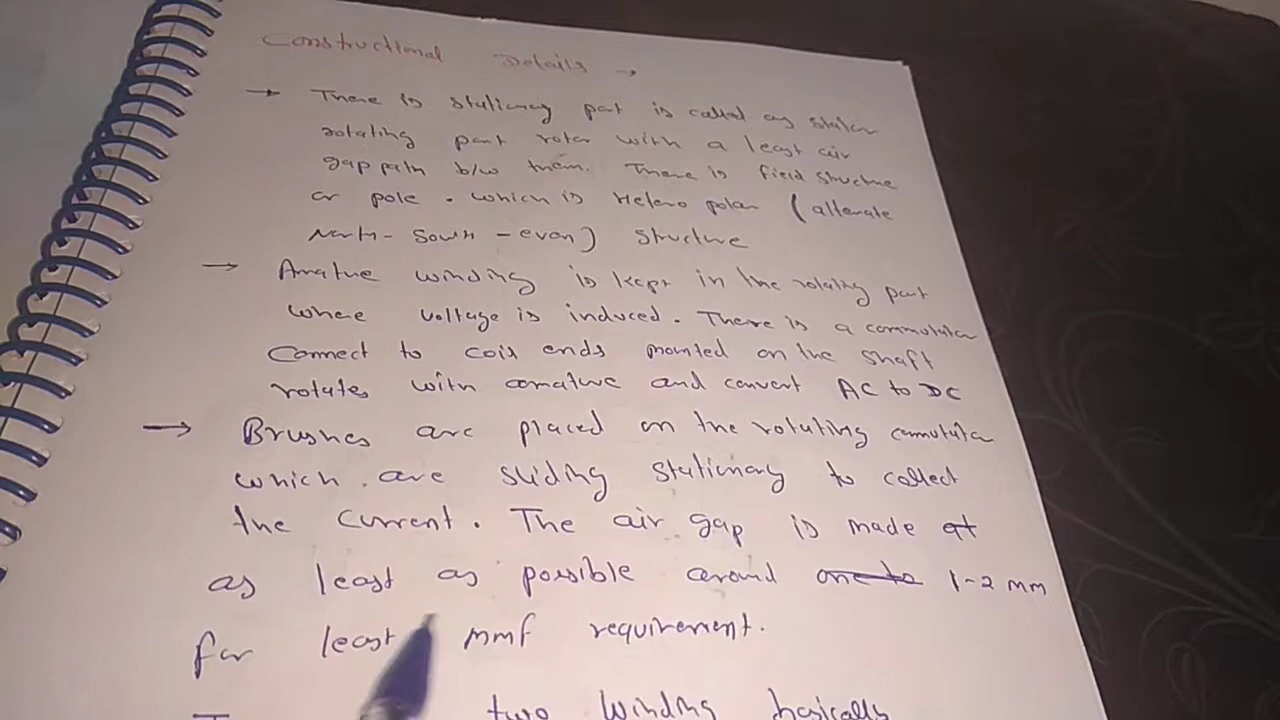 Constructional Details →
→ There is stationary part is called as stator
rotating part rotor with a least air
gap path b/w them. There is field structure
or pole. which is Hetero polar (alternate
North - South - even) structure
→ Amature winding is kept in the rotating part
where voltage is induced. There is a commutator
connect to coix ends mounted on the shaft
rotates with amature and convert AC to DC
→ Brushes are placed on the rotating commutator
which are sliding stationary to collect
the current. The air gap is made at
as least as possible around one to 1-2 mm
for least mmf requirement.
two winding basically